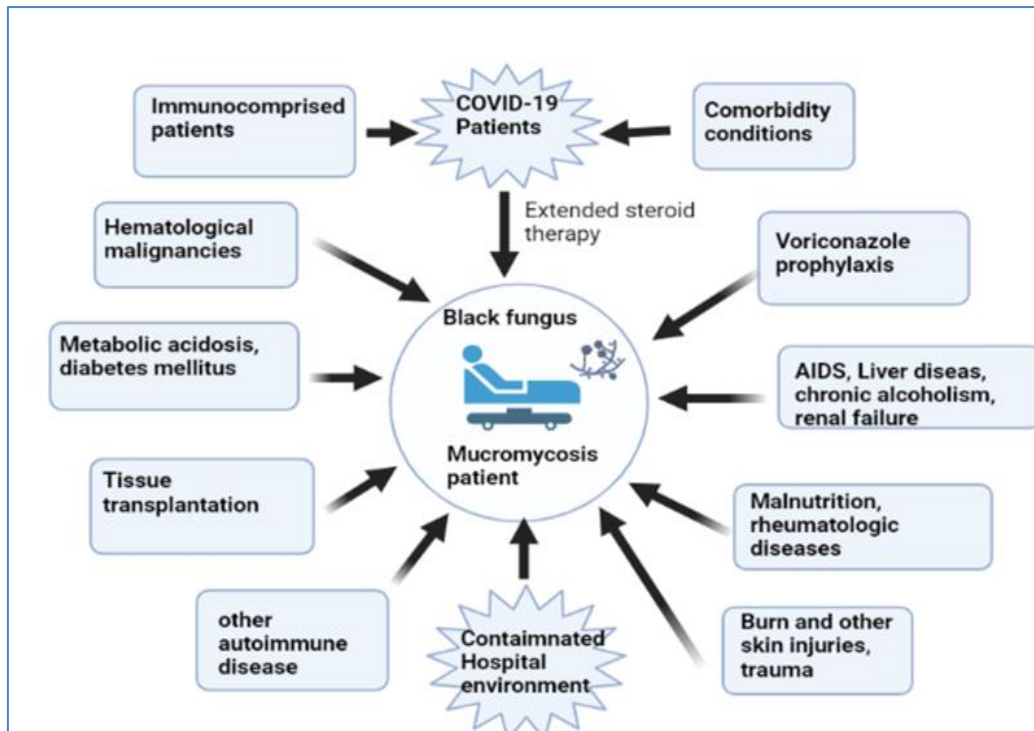 Immunocomprised
patients
COVID-19
Patients
Comorbidity
conditions
Extended steroid
therapy
Hematological
malignancies
Voriconazole
prophylaxis
Black fungus
Metabolic acidosis,
diabetes mellitus
AIDS, Liver diseas,
chronic alcoholism,
renal failure
Mucromycosis
patient
Tissue
transplantation
Malnutrition,
rheumatologic
diseases
other
autoimmune
disease
Contaimnated
Hospital
environment
Burn and other
skin injuries,
trauma